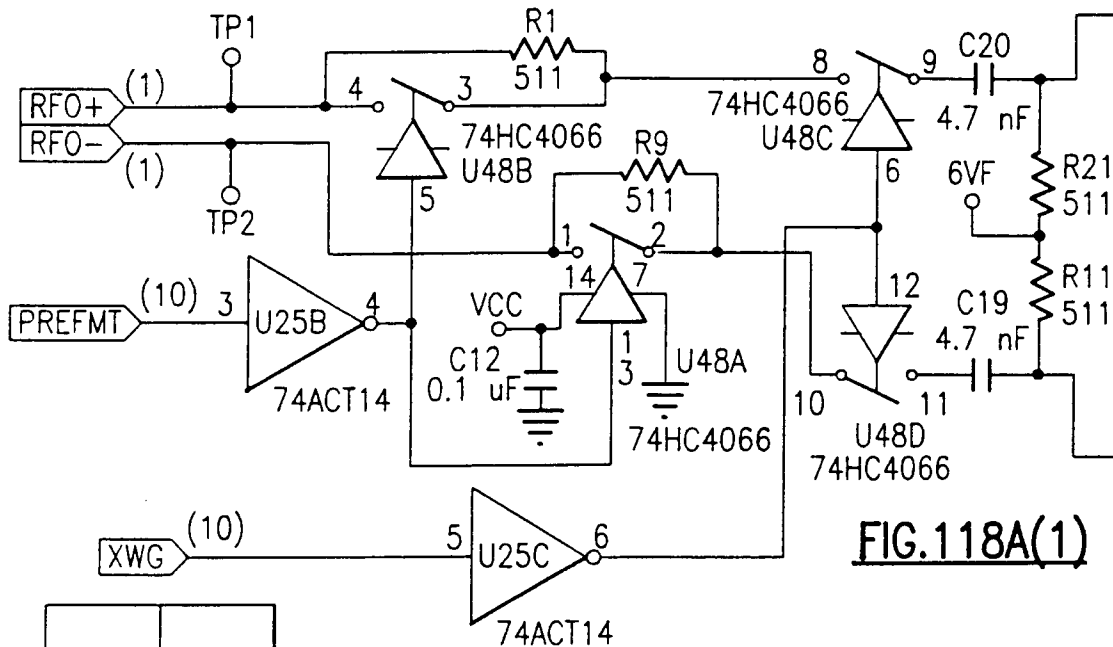 R1
TP1
511
C20
(1)
4
3
8
9
RFO+
74HC4066
74HC4066
4.7 nF
RFO-
U48B
U48C
(1)
R9
6
6VF
R21
5
511
511
TP2
1
2
(10)
14
7
12
R11
PREFMT
3
4
VCC
C19
511
U25B
4.7 nF
1
C12
3
U48A
0.1 uF
74ACT14
10
11
74HC4066
U48D
74HC4066
(10)
XWG
5
6
U25C
FIG.118A(1)
74ACT14